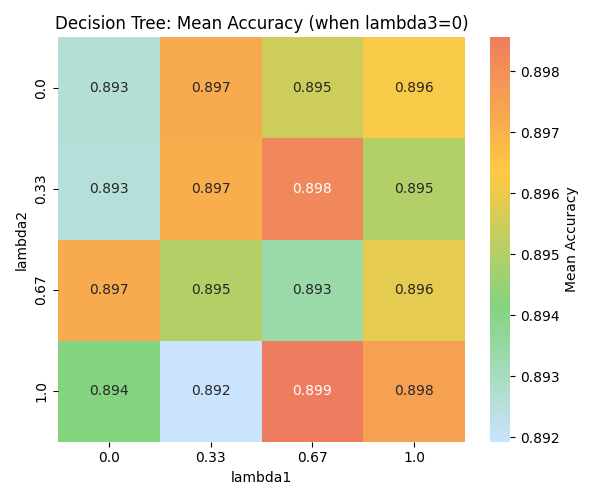 Decision Tree: Mean Accuracy (when lambda3=0)
0.0 0.893 0.897 0.895 0.896
0.33 0.893 0.897 0.898 0.895
0.67 0.897 0.895 0.893 0.896
1.0 0.894 0.892 0.899 0.898
0.0 0.33 0.67 1.0
lambda1
lambda2
0.898
0.897
0.896
0.895
0.894
0.893
0.892
Mean Accuracy